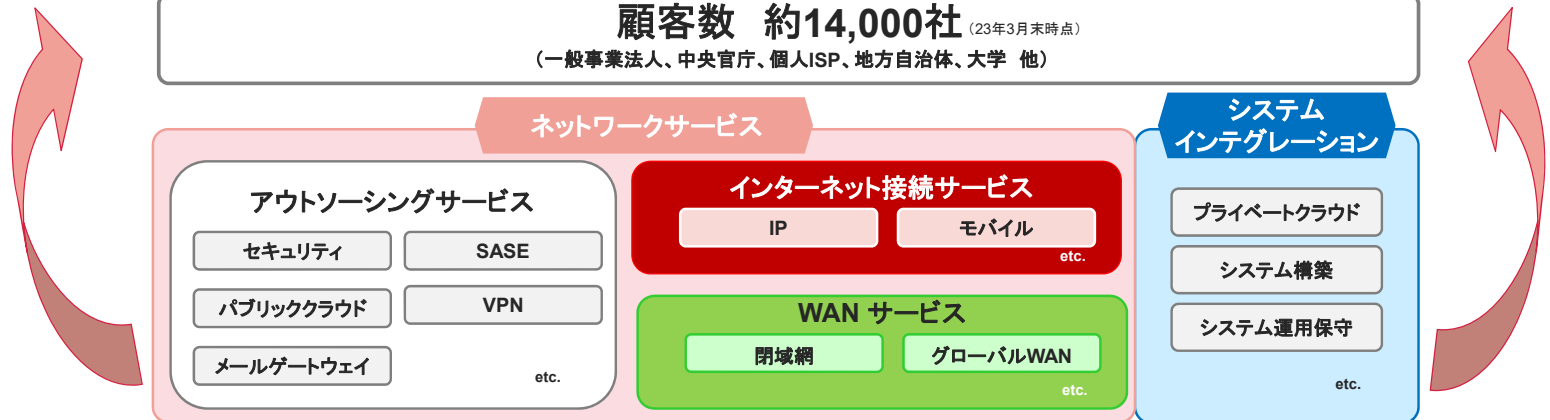 顧客数　約14,000社（23年3月末時点）
（一般事業法人、中央官庁、個人ISP、地方自治体、大学　他）
ネットワークサービス
アウトソーシングサービス
セキュリティ
SASE
パブリッククラウド
VPN
メールゲートウェイ
etc.
インターネット接続サービス
IP
モバイル
etc.
WAN サービス
閉域網
グローバルWAN
etc.
システム
インテグレーション
プライベートクラウド
システム構築
システム運用保守
etc.